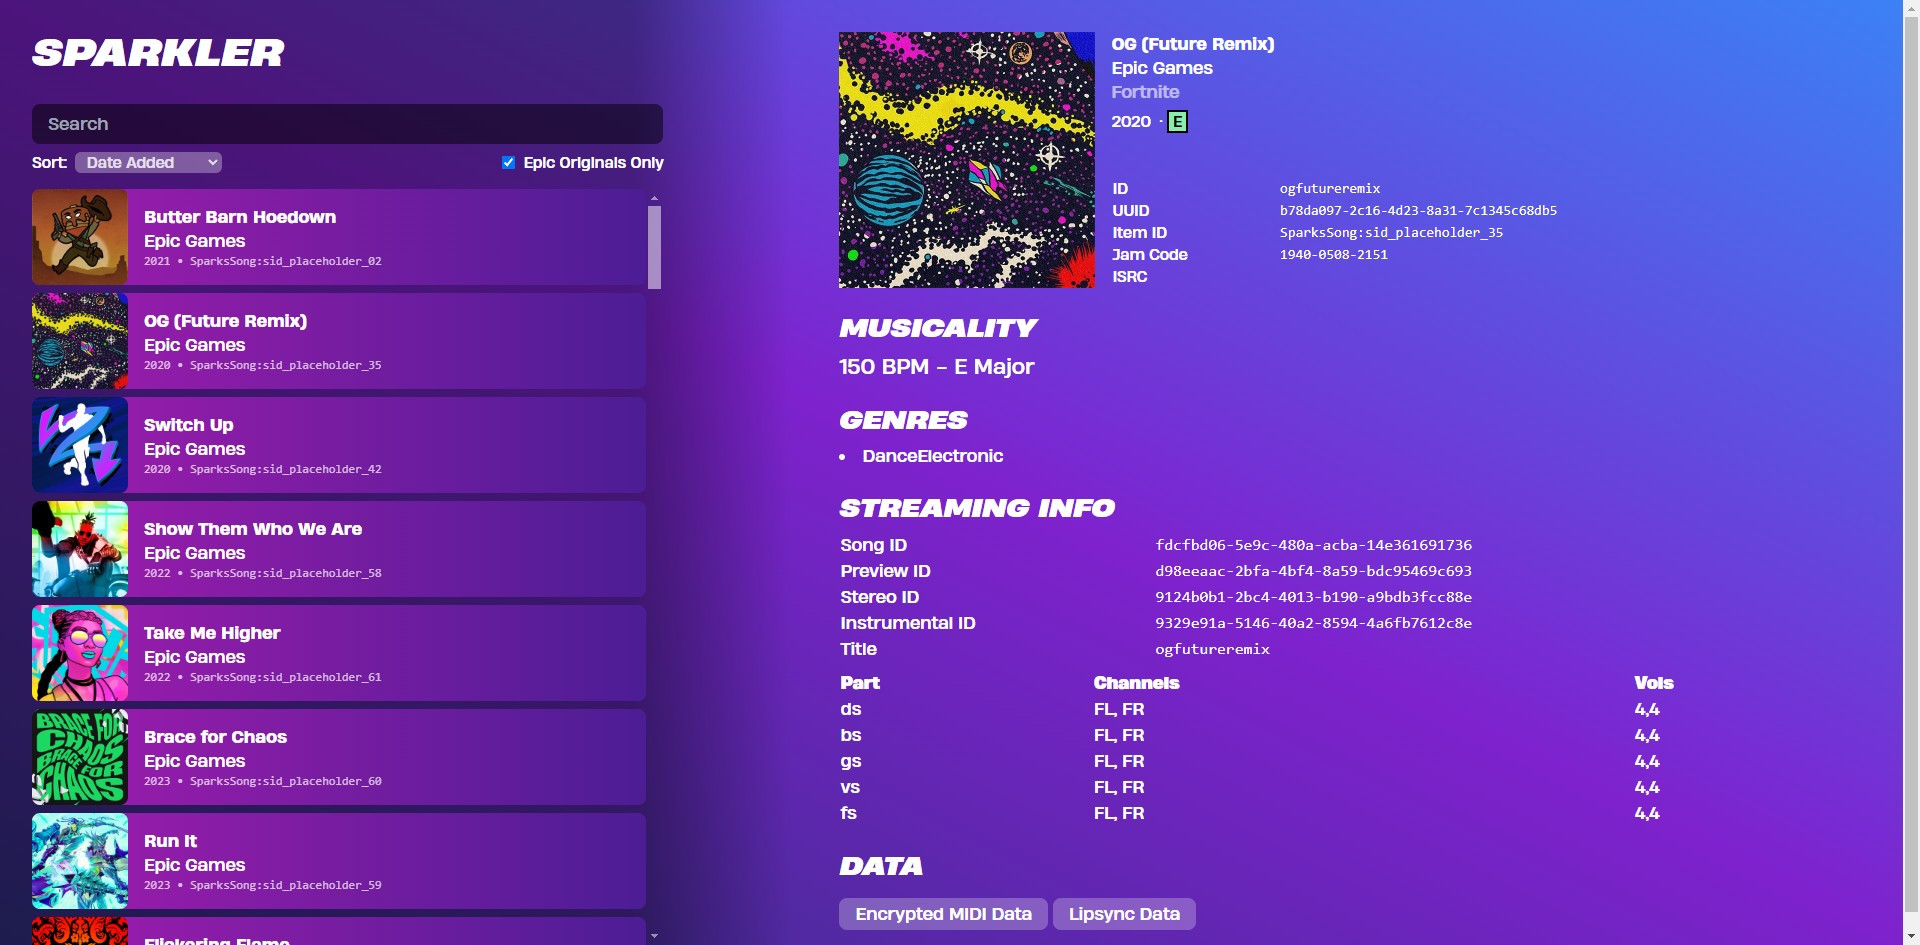 SPARKLER
Search
Sort: Date Added
Epic Originals Only
Butter Barn Hoedown
Epic Games
2021 • SparksSong:sid_placeholder_02
OG (Future Remix)
Epic Games
2020 • SparksSong:sid_placeholder_35
Switch Up
Epic Games
2020 • SparksSong:sid_placeholder_42
Show Them Who We Are
Epic Games
2022 • SparksSong:sid_placeholder_58
Take Me Higher
Epic Games
2022 • SparksSong:sid_placeholder_61
BRACE FOR
CHAOS
BRACE FOR
CHAOS
Brace for Chaos
Epic Games
2023 • SparksSong:sid_placeholder_60
Run It
Epic Games
2023 • SparksSong:sid_placeholder_59
Flickering Flame
OG (Future Remix)
Epic Games
Fortnite
2020 · E
ID ogfutureremix
UUID b78da097-2c16-4d23-8a31-7c1345c68db5
Item ID SparksSong:sid_placeholder_35
Jam Code 1940-0508-2151
ISRC
MUSICALITY
150 BPM – E Major
GENRES
• DanceElectronic
STREAMING INFO
Song ID fdcfbd06-5e9c-480a-acba-14e361691736
Preview ID d98eeaac-2bfa-4bf4-8a59-bdc95469c693
Stereo ID 9124b0b1-2bc4-4013-b190-a9bdb3fcc88e
Instrumental ID 9329e91a-5146-40a2-8594-4a6fb7612c8e
Title ogfutureremix
Part Channels Vols
ds FL, FR 4,4
bs FL, FR 4,4
gs FL, FR 4,4
vs FL, FR 4,4
fs FL, FR 4,4
DATA
Encrypted MIDI Data
Lipsync Data